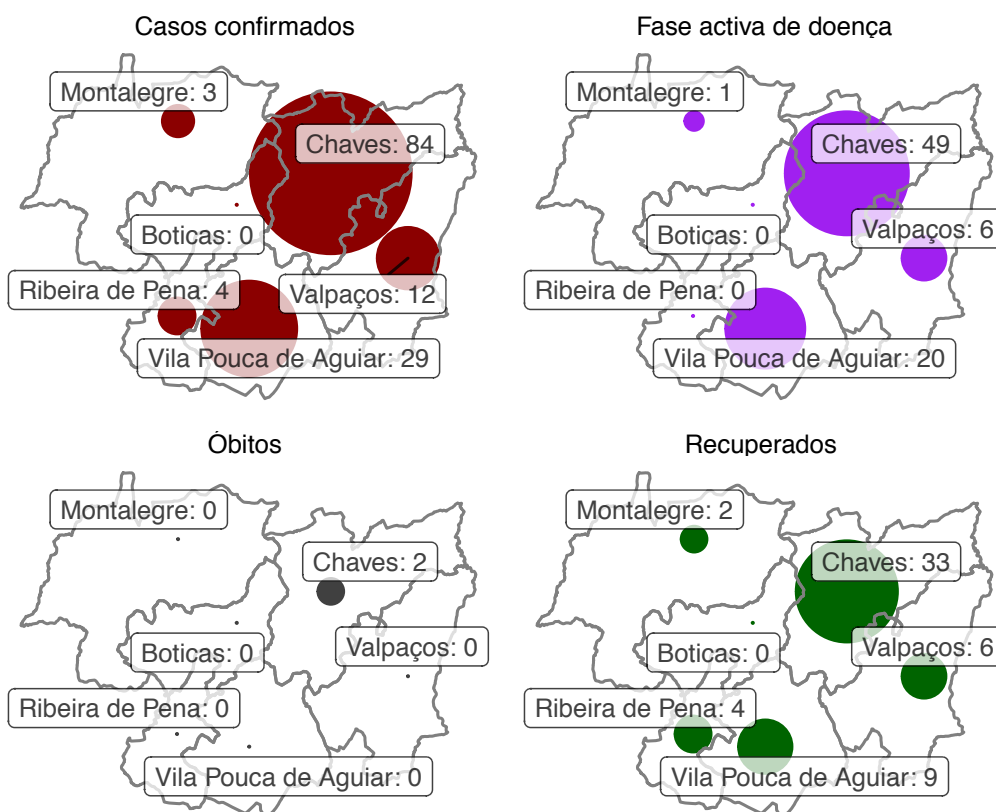 Casos confirmados
Montalegre: 3
Chaves: 84
Boticas: 0
Ribeira de Pena: 4
Valpaços: 12
Vila Pouca de Aguiar: 29
Fase activa de doença
Montalegre: 1
Chaves: 49
Valpaços: 6
Boticas: 0
Ribeira de Pena: 0
Vila Pouca de Aguiar: 20
Óbitos
Montalegre: 0
Chaves: 2
Valpaços: 0
Boticas: 0
Ribeira de Pena: 0
Vila Pouca de Aguiar: 0
Recuperados
Montalegre: 2
Chaves: 33
Valpaços: 6
Boticas: 0
Ribeira de Pena: 4
Vila Pouca de Aguiar: 9